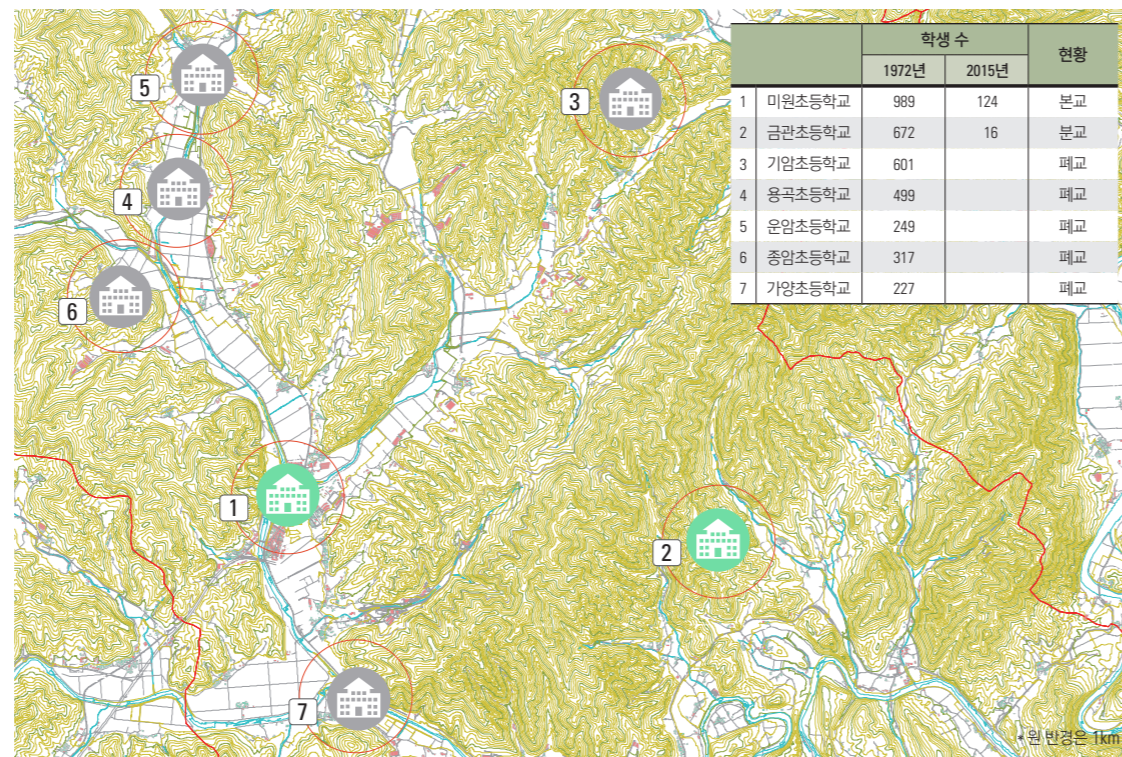 학생 수 현황
1972년 2015년
1 미원초등학교 989 124 본교
2 금관초등학교 672 16 분교
3 기암초등학교 601 폐교
4 용곡초등학교 499 폐교
5 운암초등학교 249 폐교
6 종암초등학교 317 폐교
7 가양초등학교 227 폐교
5
3
4
6
1
2
7
* 원 반경은 1km